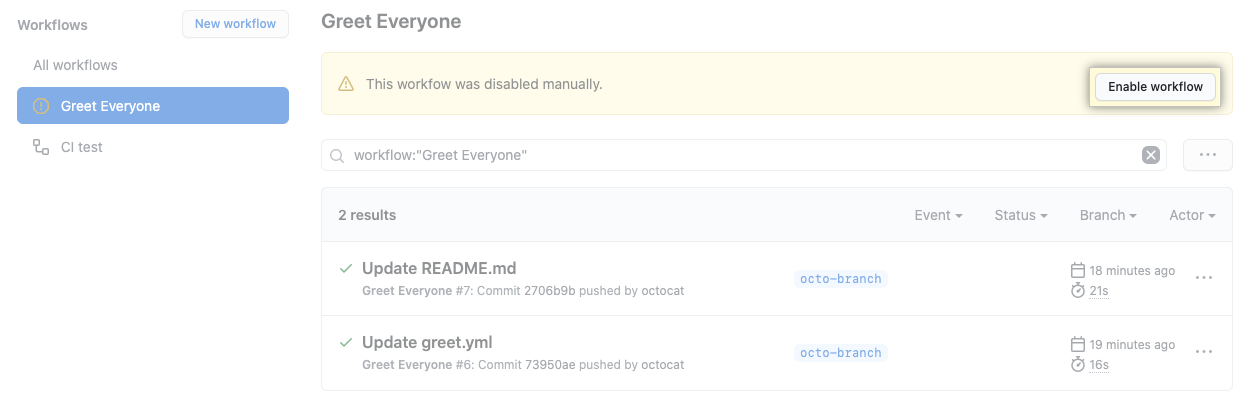 Workflows
New workflow
All workflows
Greet Everyone
CI test
Greet Everyone
This workfow was disabled manually.
Enable workflow
workflow:"Greet Everyone"
2 results
Event
Status
Branch
Actor
Update README.md
octo-branch
18 minutes ago
Greet Everyone #7: Commit 2706b9b pushed by octocat
21s
Update greet.yml
octo-branch
19 minutes ago
Greet Everyone #6: Commit 73950ae pushed by octocat
16s